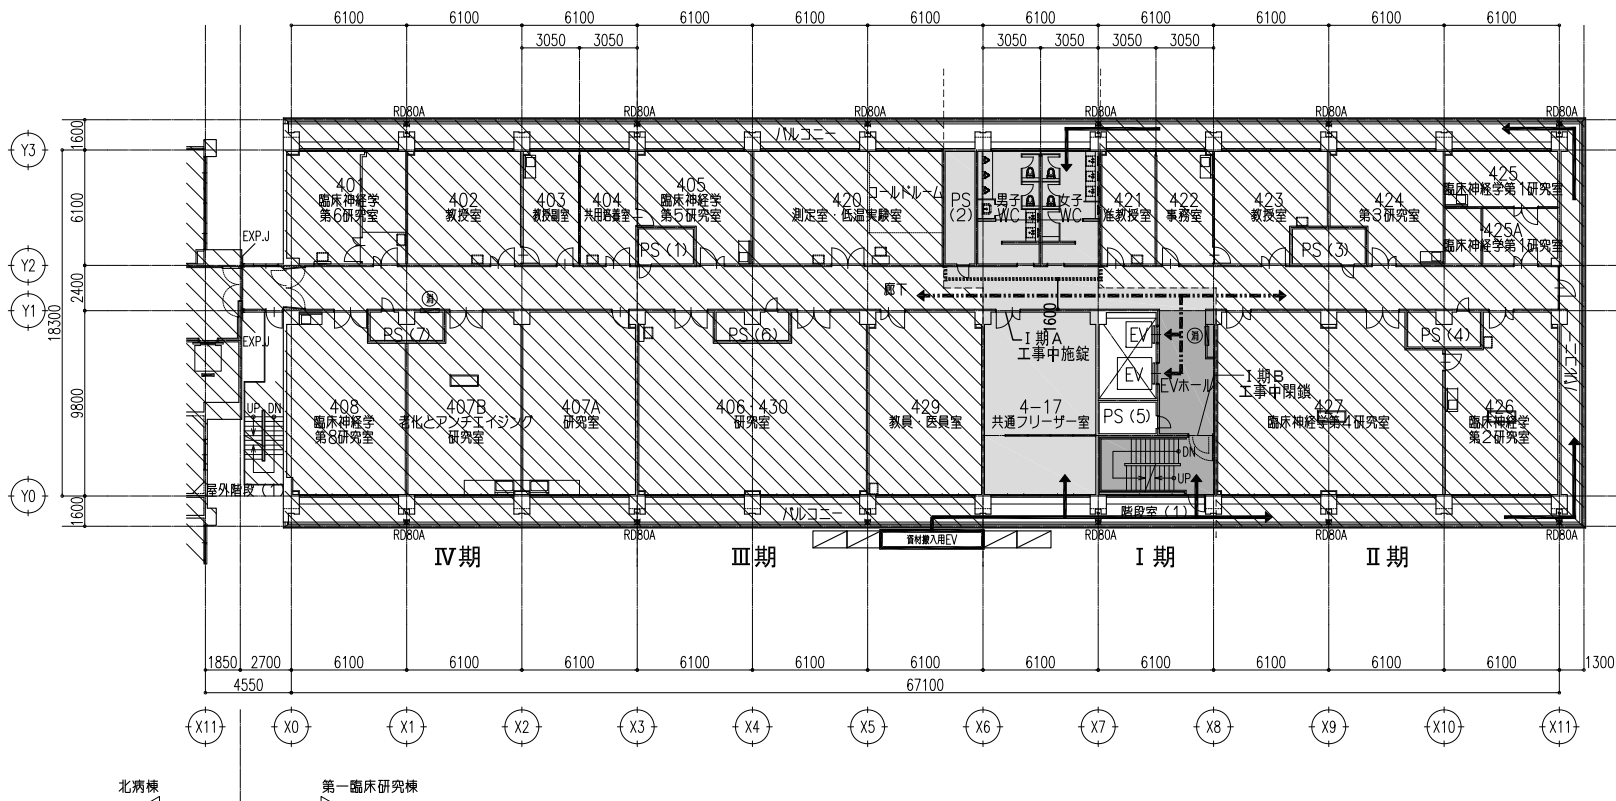 6100 6100 6100 6100 6100 6100 6100 6100 6100 6100 6100
3050 3050 3050 3050 3050 3050
RD80A RD80A RD80A RD80A RD80A RD80A
バルコニー
Y3
1600
6100
Y2
2400
Y1
18300
9800
Y0
1600
EXP.J
EXP.J
401
臨床神経学
第6研究室
402
教授室
403
404
405
臨床神経学
第5研究室
PS(1)
420
測定室・低温実験室
コールドルーム
PS
(2)
男子
WC
女子
WC
421
准教授室
422
事務室
423
教授室
PS(3)
424
第3研究室
425
臨床神経学第1研究室
425A
臨床神経学第1研究室
廊下
消
1600
PS(7)
PS(6)
PS(4)
Ⅰ期A
工事中施錠
EV
EV
EVホール
消
Ⅰ期B
工事中閉鎖
PS(5)
バルコニー
UP DN
屋外階段(1)
408
臨床神経学
第8研究室
407B
老化とアンチエイジング
研究室
407A
研究室
406・430
研究室
429
教員・医員室
4-17
共通フリーザー室
DN
UP
階段室(1)
427
臨床神経学第4研究室
426
臨床神経学
第2研究室
バルコニー
RD80A RD80A RD80A RD80A RD80A
資材搬入用EV
Ⅳ期 Ⅲ期 Ⅰ期 Ⅱ期
1850 2700 6100 6100 6100 6100 6100 6100 6100 6100 6100 6100 6100 1300
4550 67100
X11 X0 X1 X2 X3 X4 X5 X6 X7 X8 X9 X10 X11
北病棟 第一臨床研究棟